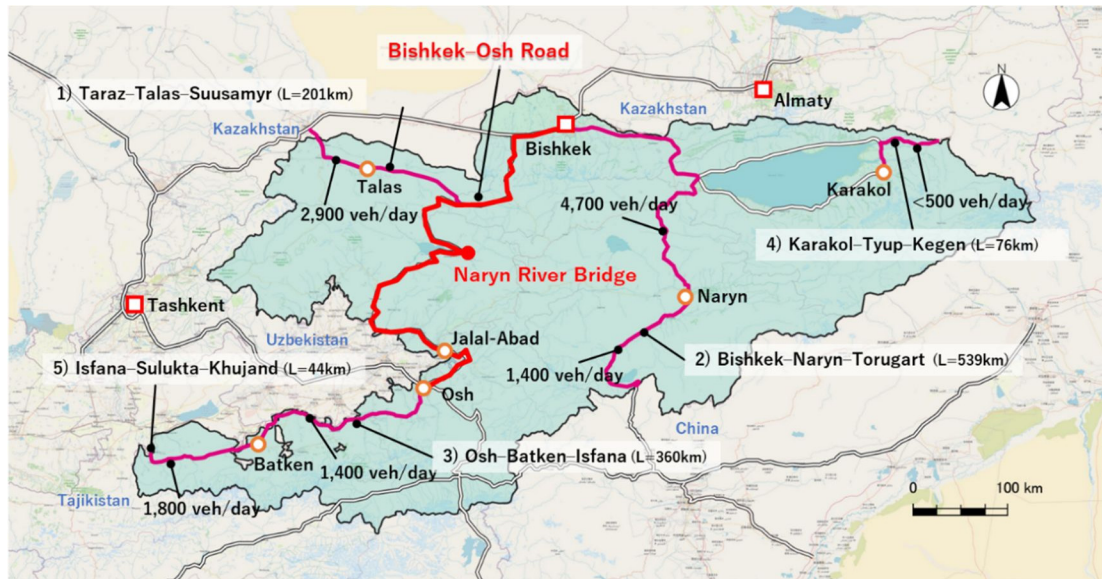 Bishkek–Osh Road
N
1) Taraz-Talas-Suusamyr (L=201km)
Almaty
Kazakhstan
Kazakhstan
Bishkek
Talas
Karakol
2,900 veh/day
4,700 veh/day
<500 veh/day
4) Karakol-Tyup-Kegen(L=76km)
Naryn River Bridge
Naryn
Tashkent
Uzbekistan
Jalal-Abad
5) Isfana-Sulukta-Khujand (L=44km)
1,400 veh/day
2) Bishkek-Naryn-Torugart (L=539km)
Osh
China
Batken
3) Osh-Batken-Isfana (L=360km)
1,400 veh/day
Tajikistan
1,800 veh/day
0 100 km